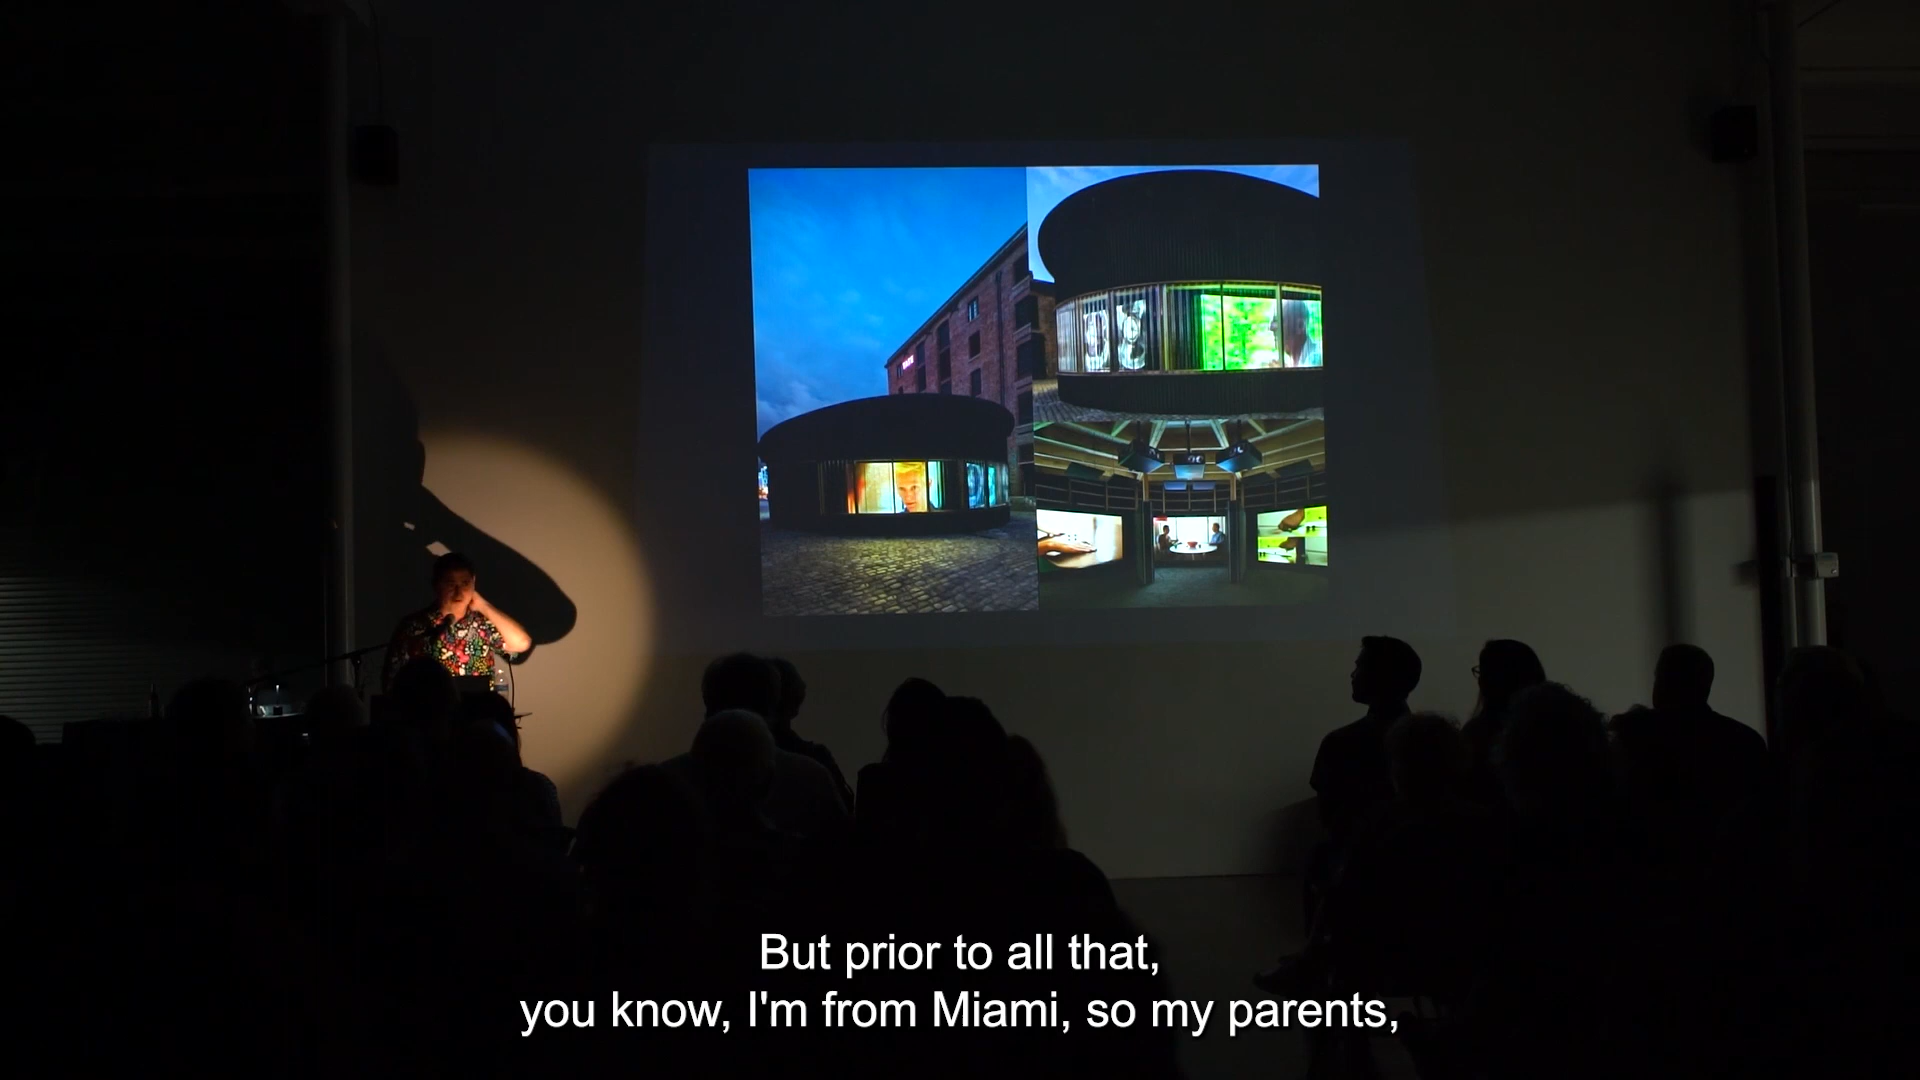 But prior to all that,
you know, I'm from Miami, so my parents,